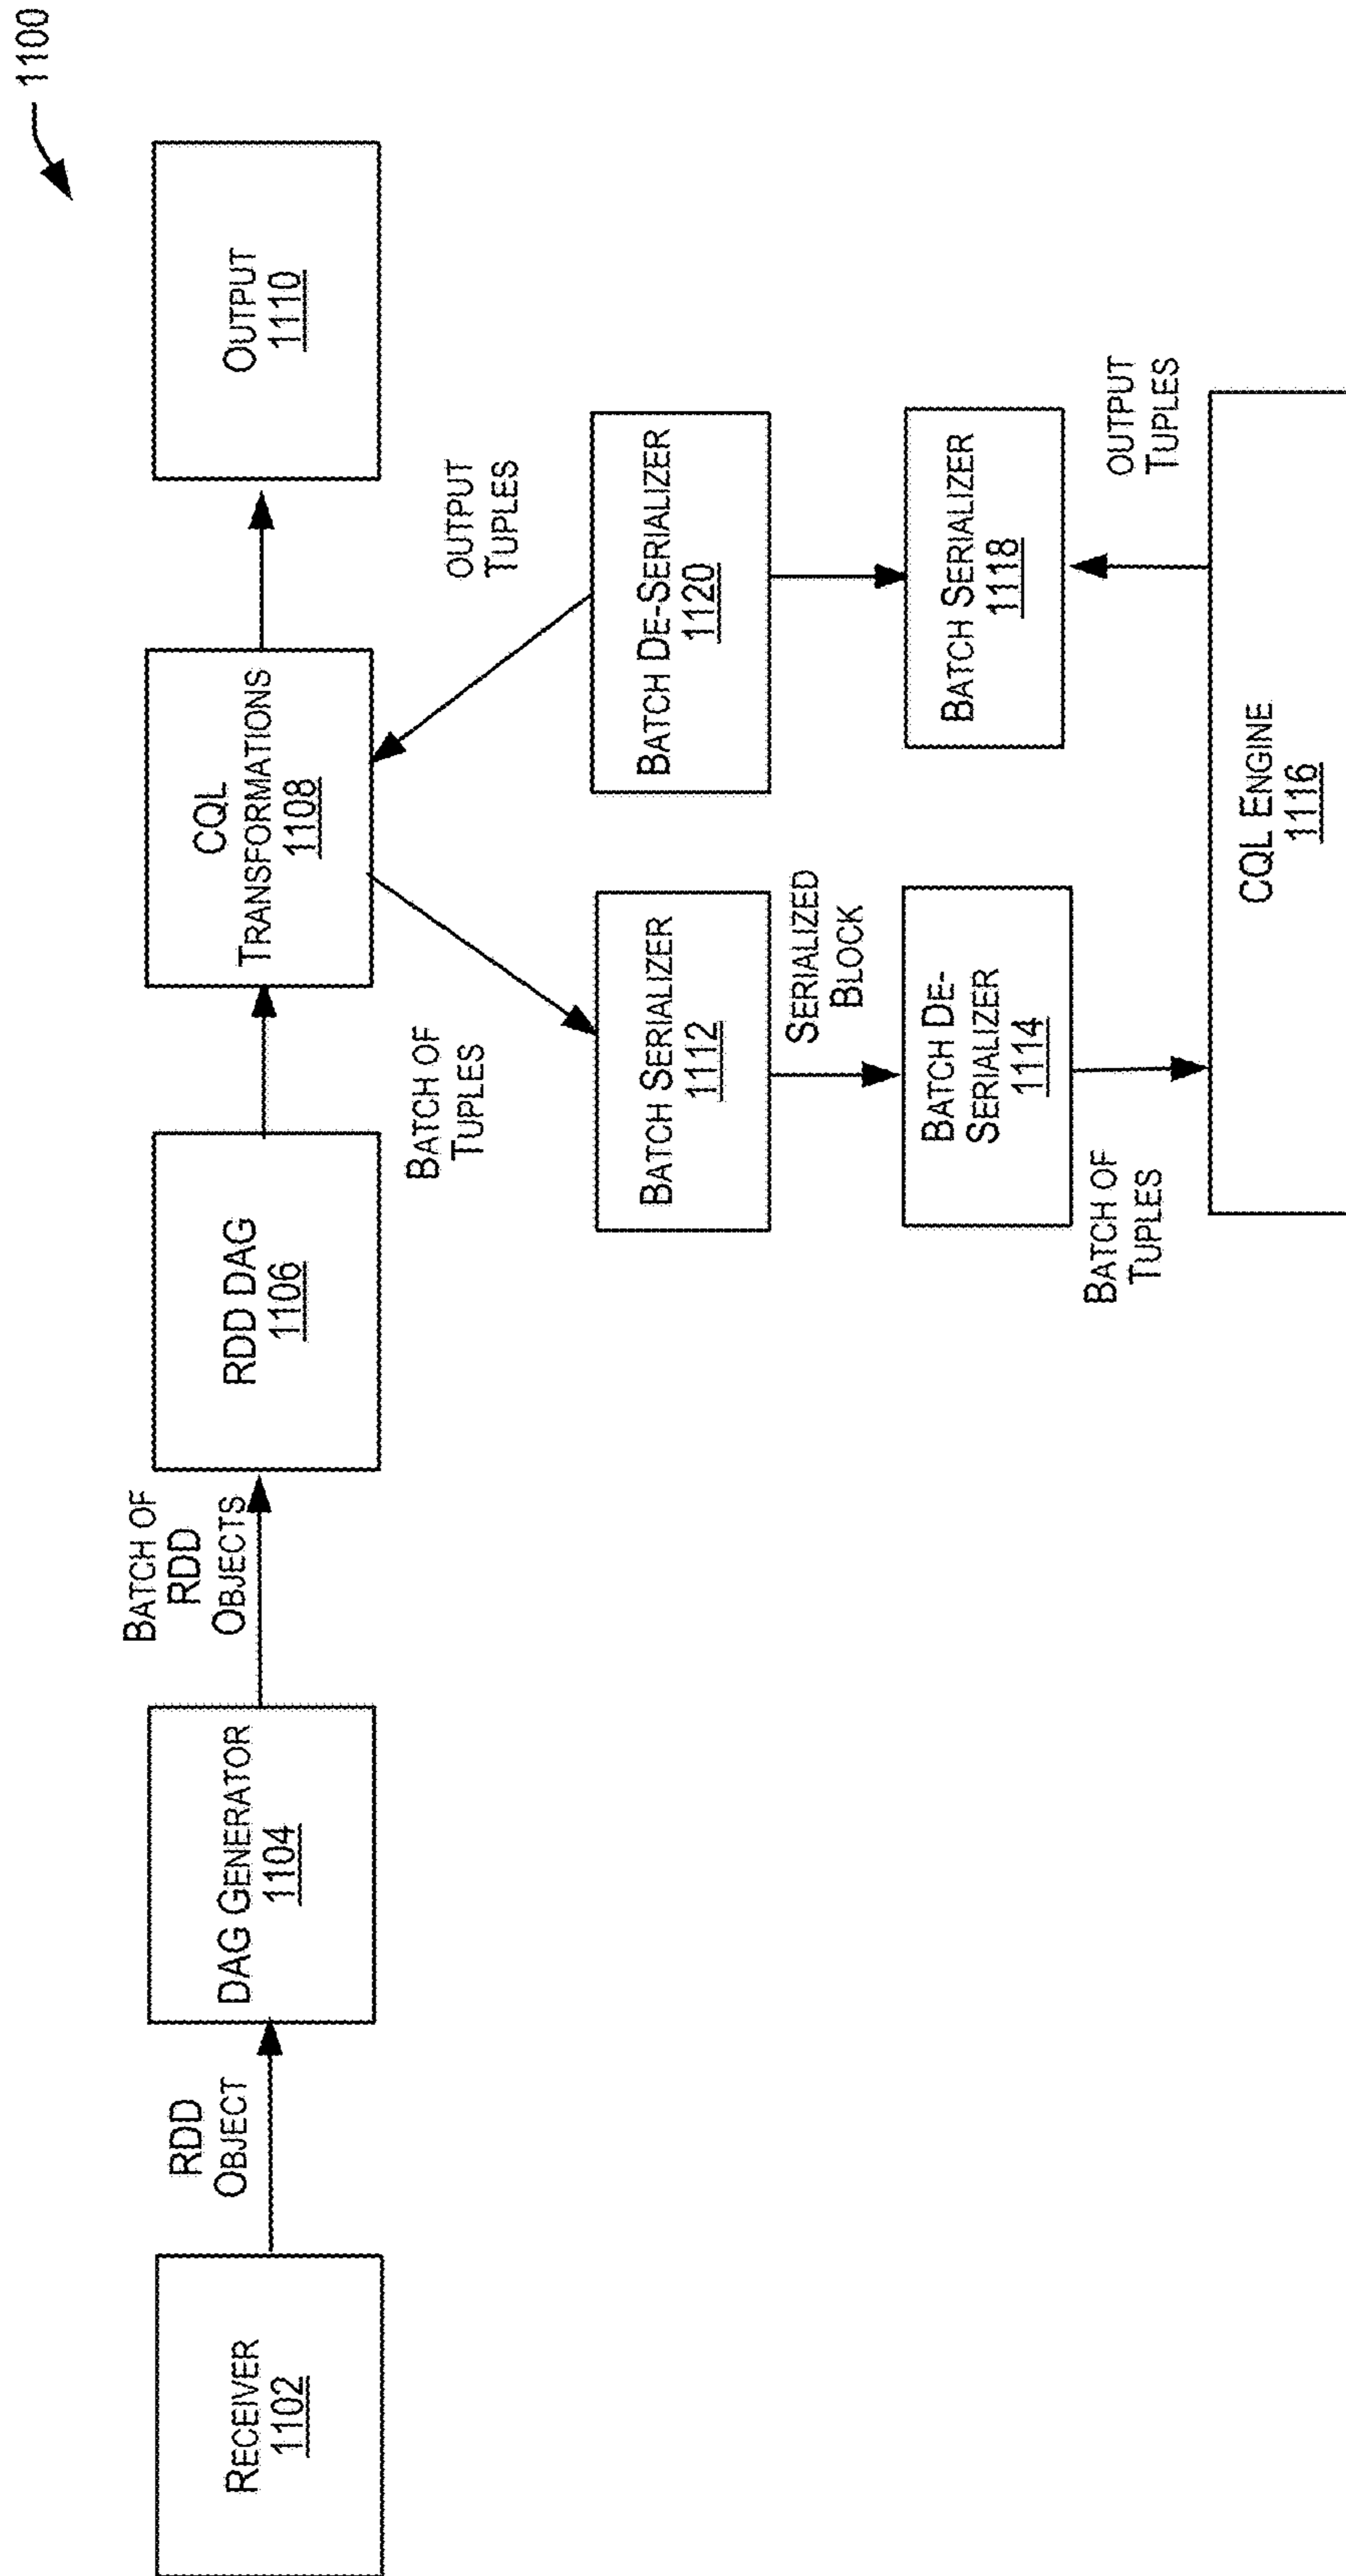 1100
RECEIVER
1102
RDD
OBJECT
DAG GENERATOR
1104
BATCH OF
RDD
OBJECTS
RDD DAG
1106
CQL
TRANSFORMATIONS
1108
OUTPUT
1110
BATCH OF
TUPLES
OUTPUT
TUPLES
BATCH SERIALIZER
1112
BATCH DE-SERIALIZER
1120
SERIALIZED
BLOCK
BATCH DE-
SERIALIZER
1114
BATCH SERIALIZER
1118
BATCH OF
TUPLES
OUTPUT
TUPLES
CQL ENGINE
1116